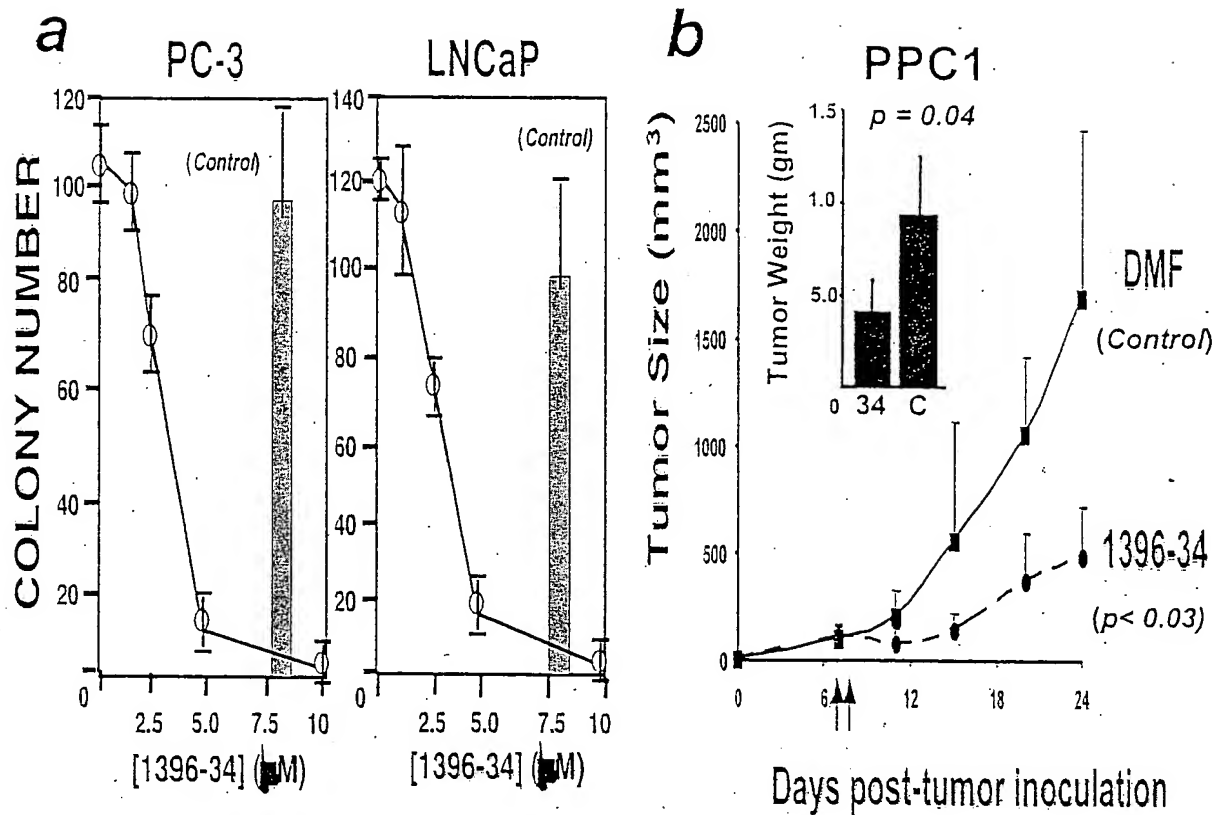 a
PC-3
LNCaP
COLONY NUMBER
120
100
80
60
40
20
0
(Control)
2.5
5.0
7.5
10
[1396-34] (µM)
140
120
100
80
60
40
20
0
(Control)
2.5
5.0
7.5
10
[1396-34] (µM)
b
PPC1
Tumor Size (mm³)
2500
2000
1500
1000
500
0
Tumor Weight (gm)
1.5
1.0
5.0
0
p = 0.04
34 C
DMF
(Control)
1396-34
(p< 0.03)
0
6
12
18
24
Days post-tumor inoculation